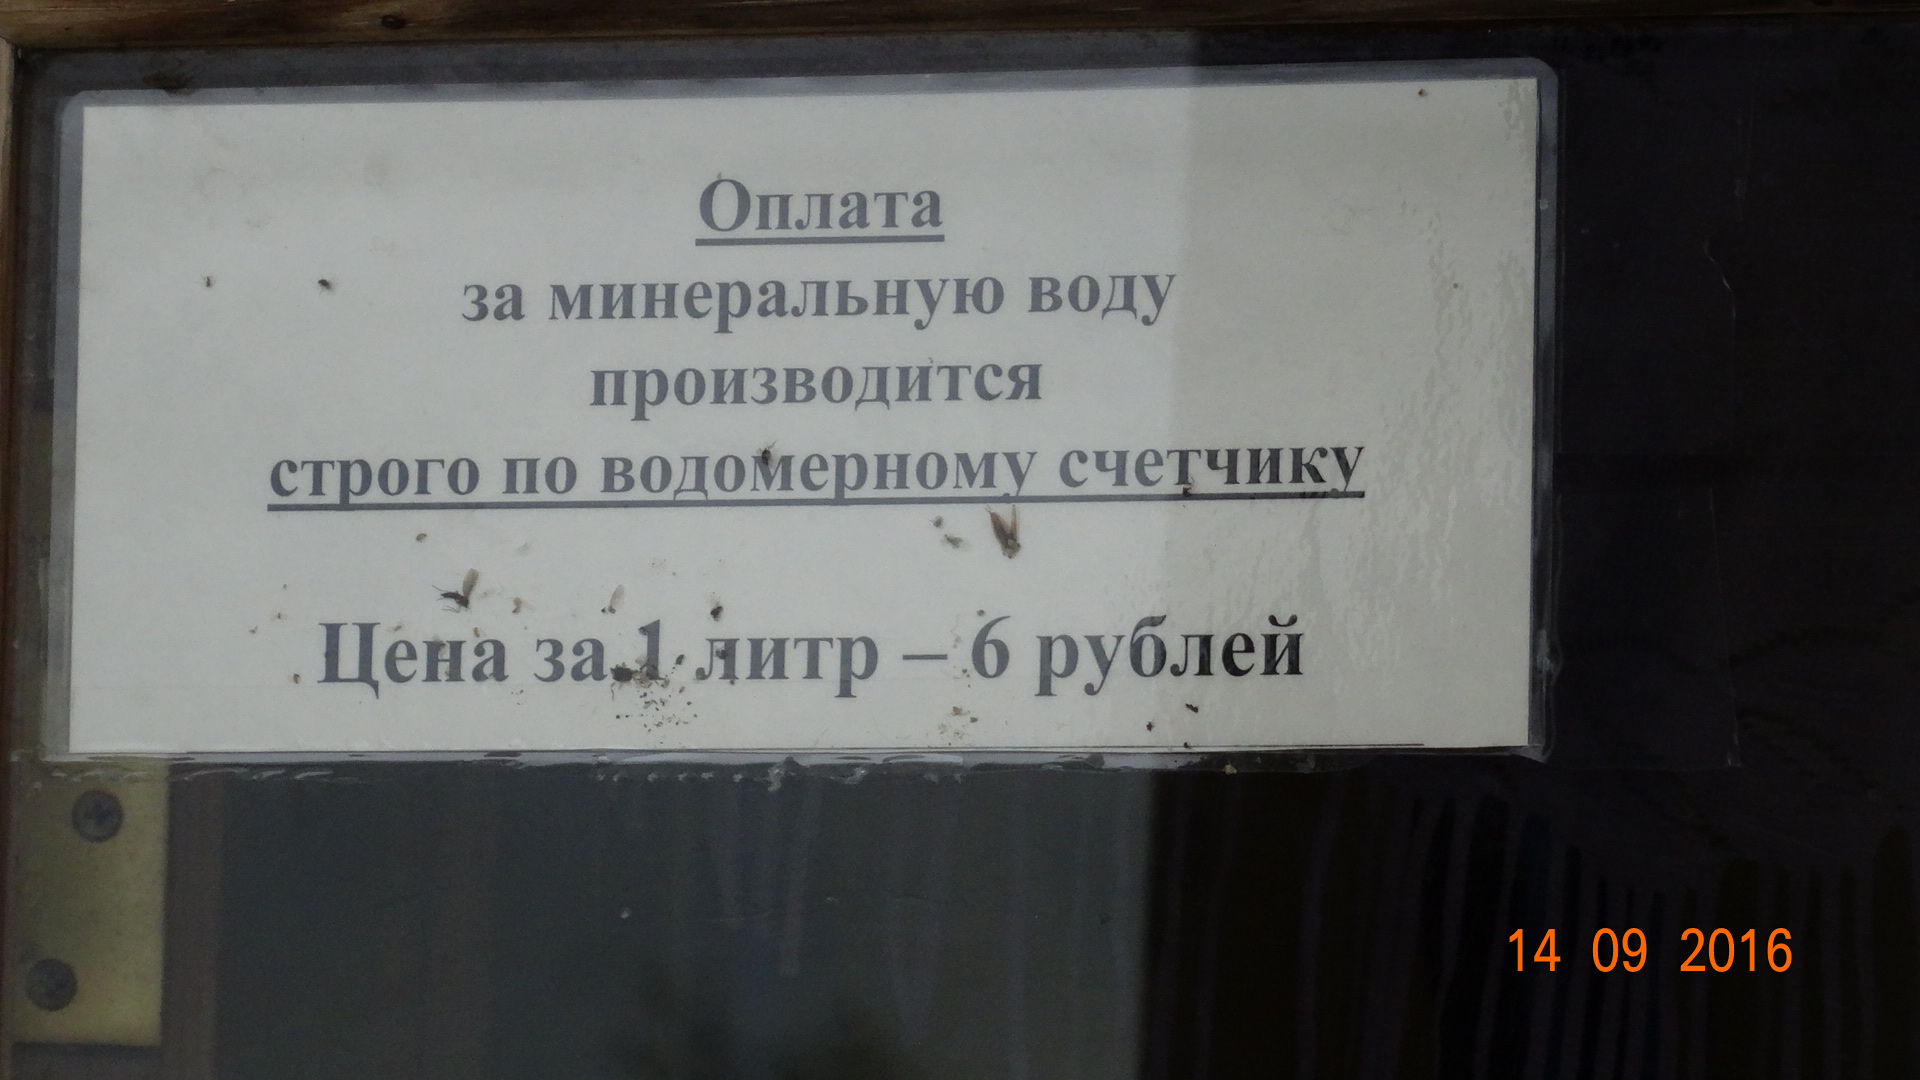 Оплата
за минеральную воду
производится
строго по водомерному счетчику
Цена за 1 литр – 6 рублей
14 09 2016